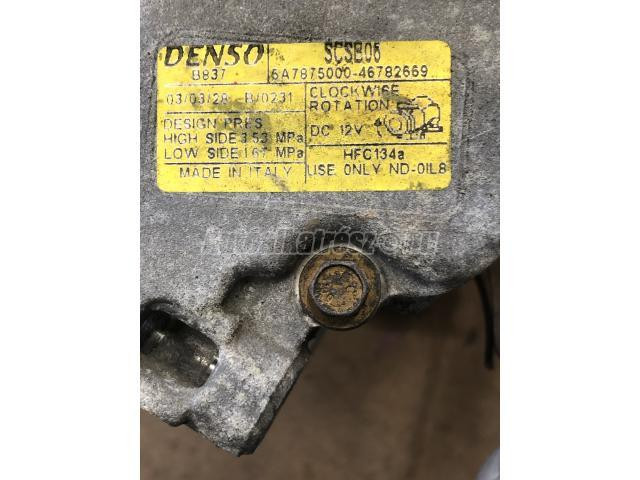 DENSO
SCSB06
B837
6A7875000-46782669
03/03/28 B/0231
CLOCKWISE
ROTATION
DESIGN PRES
HIGH SIDE 3.53 MPa
LOW SIDE 1.67 MPa
DC 12V
HFC134a
MADE IN ITALY
USE ONLY ND-OIL8